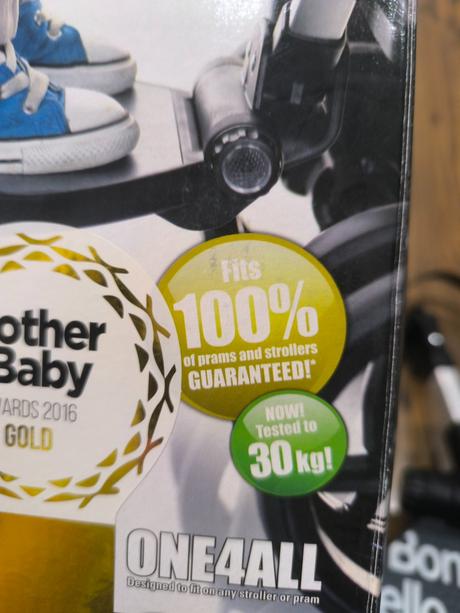 Fits
100%
of prams and strollers
GUARANTEED!*
other
Baby
WARDS 2016
GOLD
NOW!
Tested to
30kg!
ONE4ALL
Designed to fit on any stroller or pram